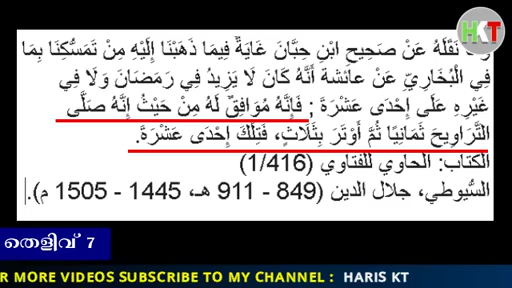 HKT
نَقَلَهُ عَنْ صَحِيحِ ابْنِ حِبَّانَ غَايَةٌ فِيمَا ذَهَبْنَا إِلَيْهِ مِنْ تَمَسُّكِنَا بِمَا
فِي الْبُخَارِيِّ عَنْ عائشة أَنَّهُ كَانَ لَا يَزِيدُ فِي رَمَضَانَ وَلَا فِي
غَيْرِهِ عَلَى إِحْدَى عَشْرَةَ ; فَإِنَّهُ مُوَافِقٌ لَهُ مِنْ حَيْثُ إِنَّهُ صَلَّى
التَّرَاوِيحَ ثَمَانِيًا ثُمَّ أَوْتَرَ بِثَلَاثٍ، فَتِلْكَ إِحْدَى عَشْرَةَ.
الكتاب: الحاوي للفتاوي (1/416)
السُّيوطي، جلال الدين (849 - 911 هـ، 1445 - 1505 م).
തെളിവ് 7
R MORE VIDEOS SUBSCRIBE TO MY CHANNEL : HARIS KT